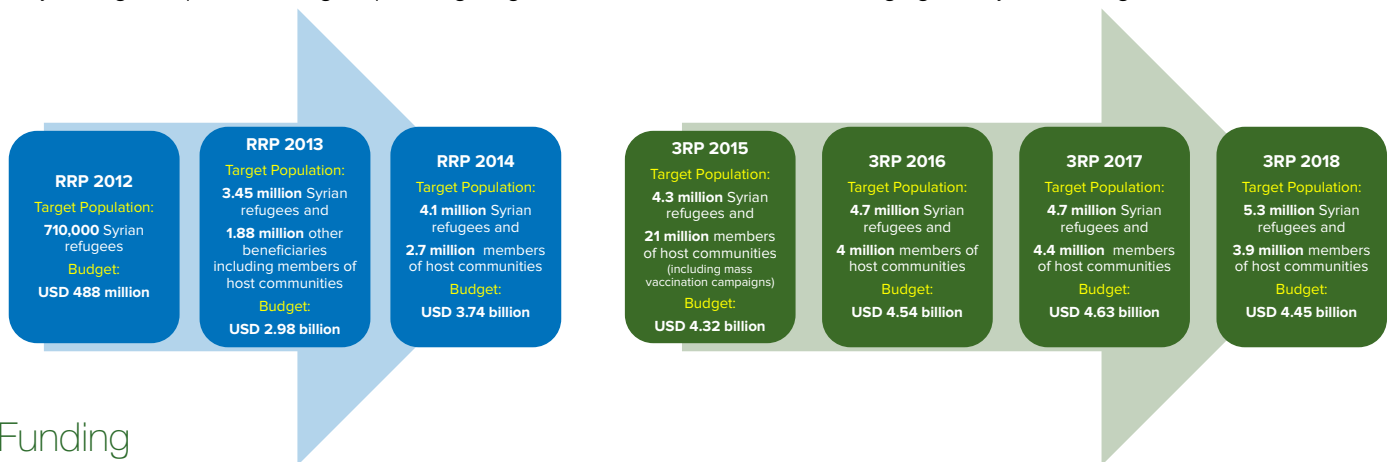 RRP 2012
Target Population:
710,000 Syrian
refugees
Budget:
USD 488 million
RRP 2013
Target Population:
3.45 million Syrian
refugees and
1.88 million other
beneficiaries
including members of
host communities
Budget:
USD 2.98 billion
RRP 2014
Target Population:
4.1 million Syrian
refugees and
2.7 million members
of host communities
Budget:
USD 3.74 billion
3RP 2015
Target Population:
4.3 million Syrian
refugees and
21 million members
of host communities
(including mass
vaccination campaigns)
Budget:
USD 4.32 billion
3RP 2016
Target Population:
4.7 million Syrian
refugees and
4 million members of
host communities
Budget:
USD 4.54 billion
3RP 2017
Target Population:
4.7 million Syrian
refugees and
4.4 million members
of host communities
Budget:
USD 4.63 billion
3RP 2018
Target Population:
5.3 million Syrian
refugees and
3.9 million members
of host communities
Budget:
USD 4.45 billion
Funding